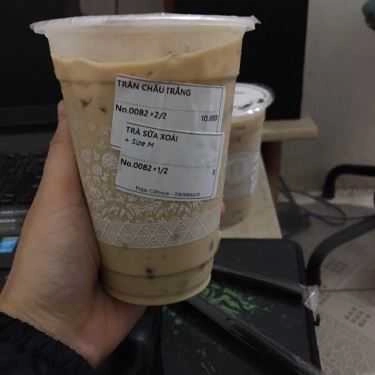 TRÂN CHÂU TRẮNG
No.0082 *2/2 10.000
TRÀ SỮA XOÀI
+ Size M
No.0082 *1/2